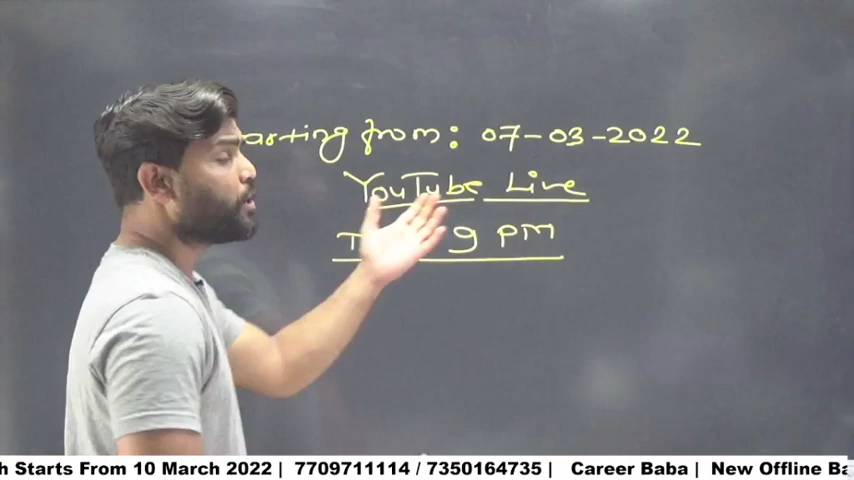 arting from: 07-03-2022
YouTube Live
9 PM
h Starts From 10 March 2022 | 7709711114 / 7350164735 | Career Baba | New Offline Ba